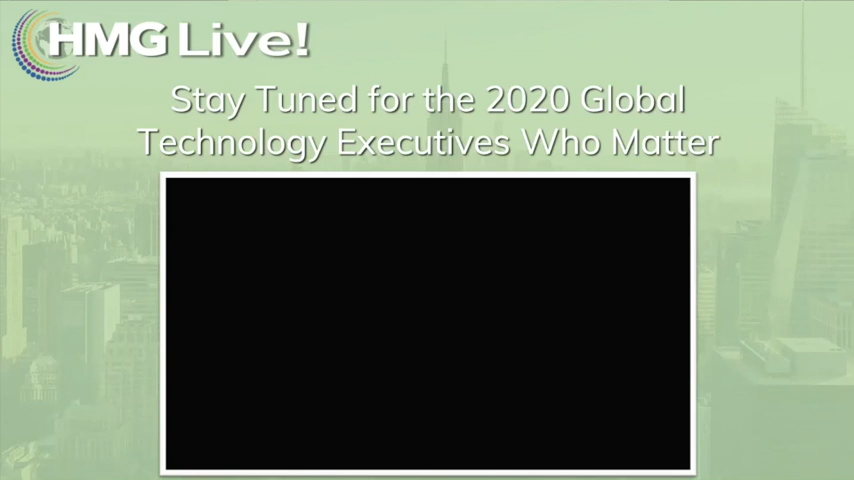 HMG Live!
Stay Tuned for the 2020 Global
Technology Executives Who Matter